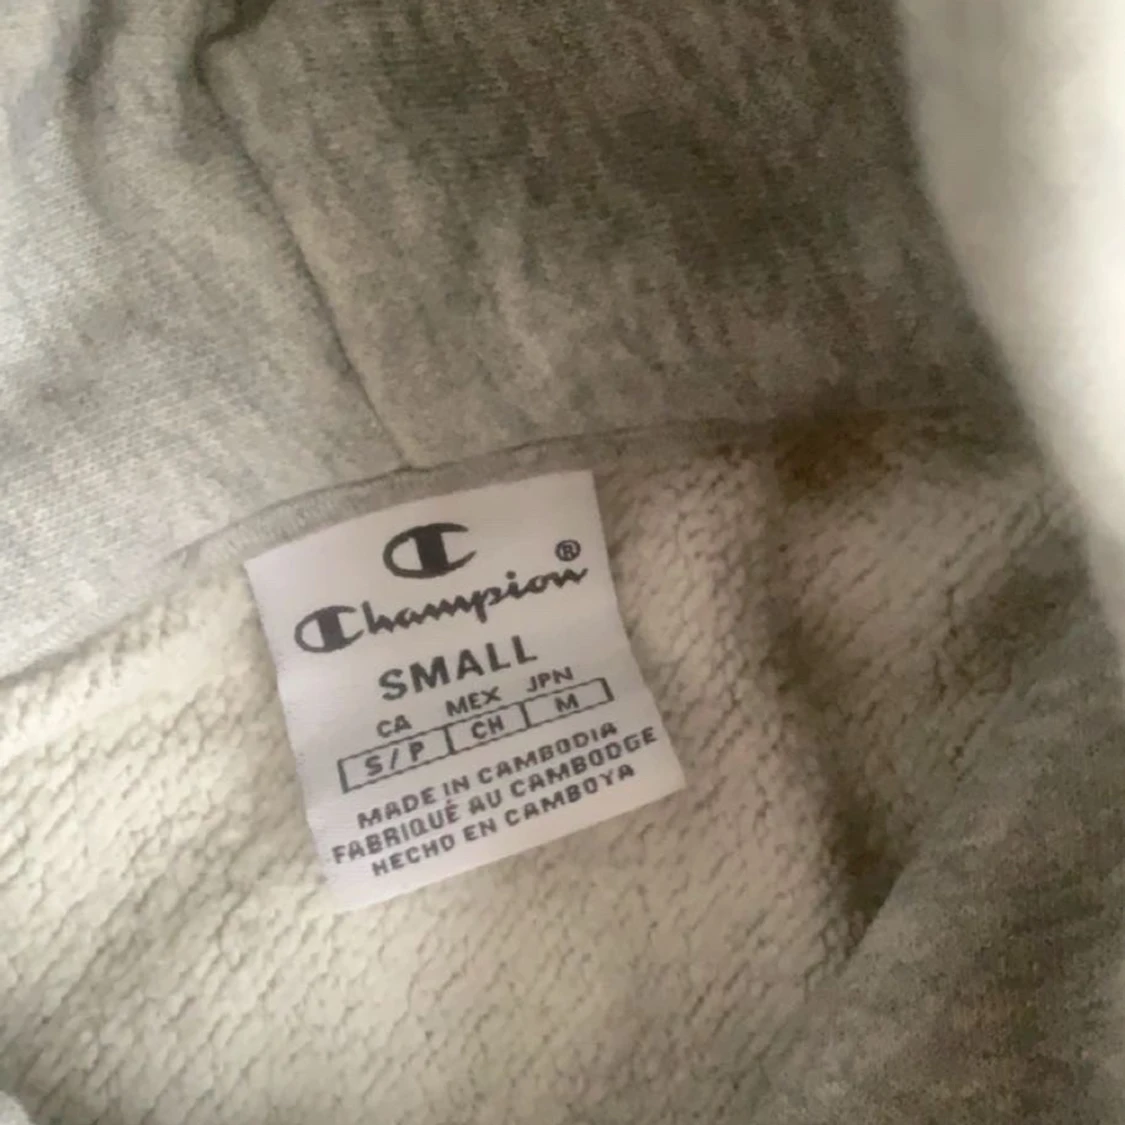 Champion®
SMALL
CA MEX JPN
S/P CH M
MADE IN CAMBODIA
FABRIQUÉ AU CAMBODGE
HECHO EN CAMBOYA